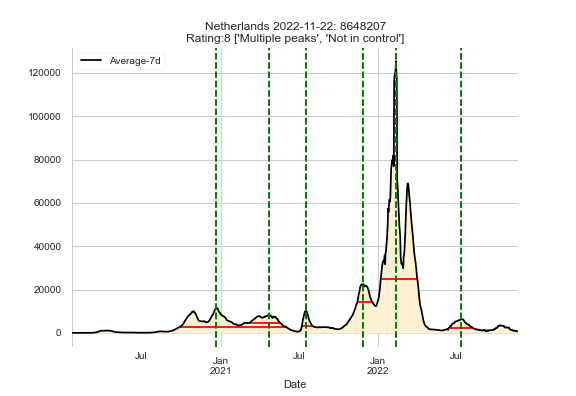 Netherlands 2022-11-22: 8648207
Rating:8 ['Multiple peaks', 'Not in control']
Average-7d
120000
100000
80000
60000
40000
20000
0
Jul
Jan
2021
Jul
Jan
2022
Jul
Date